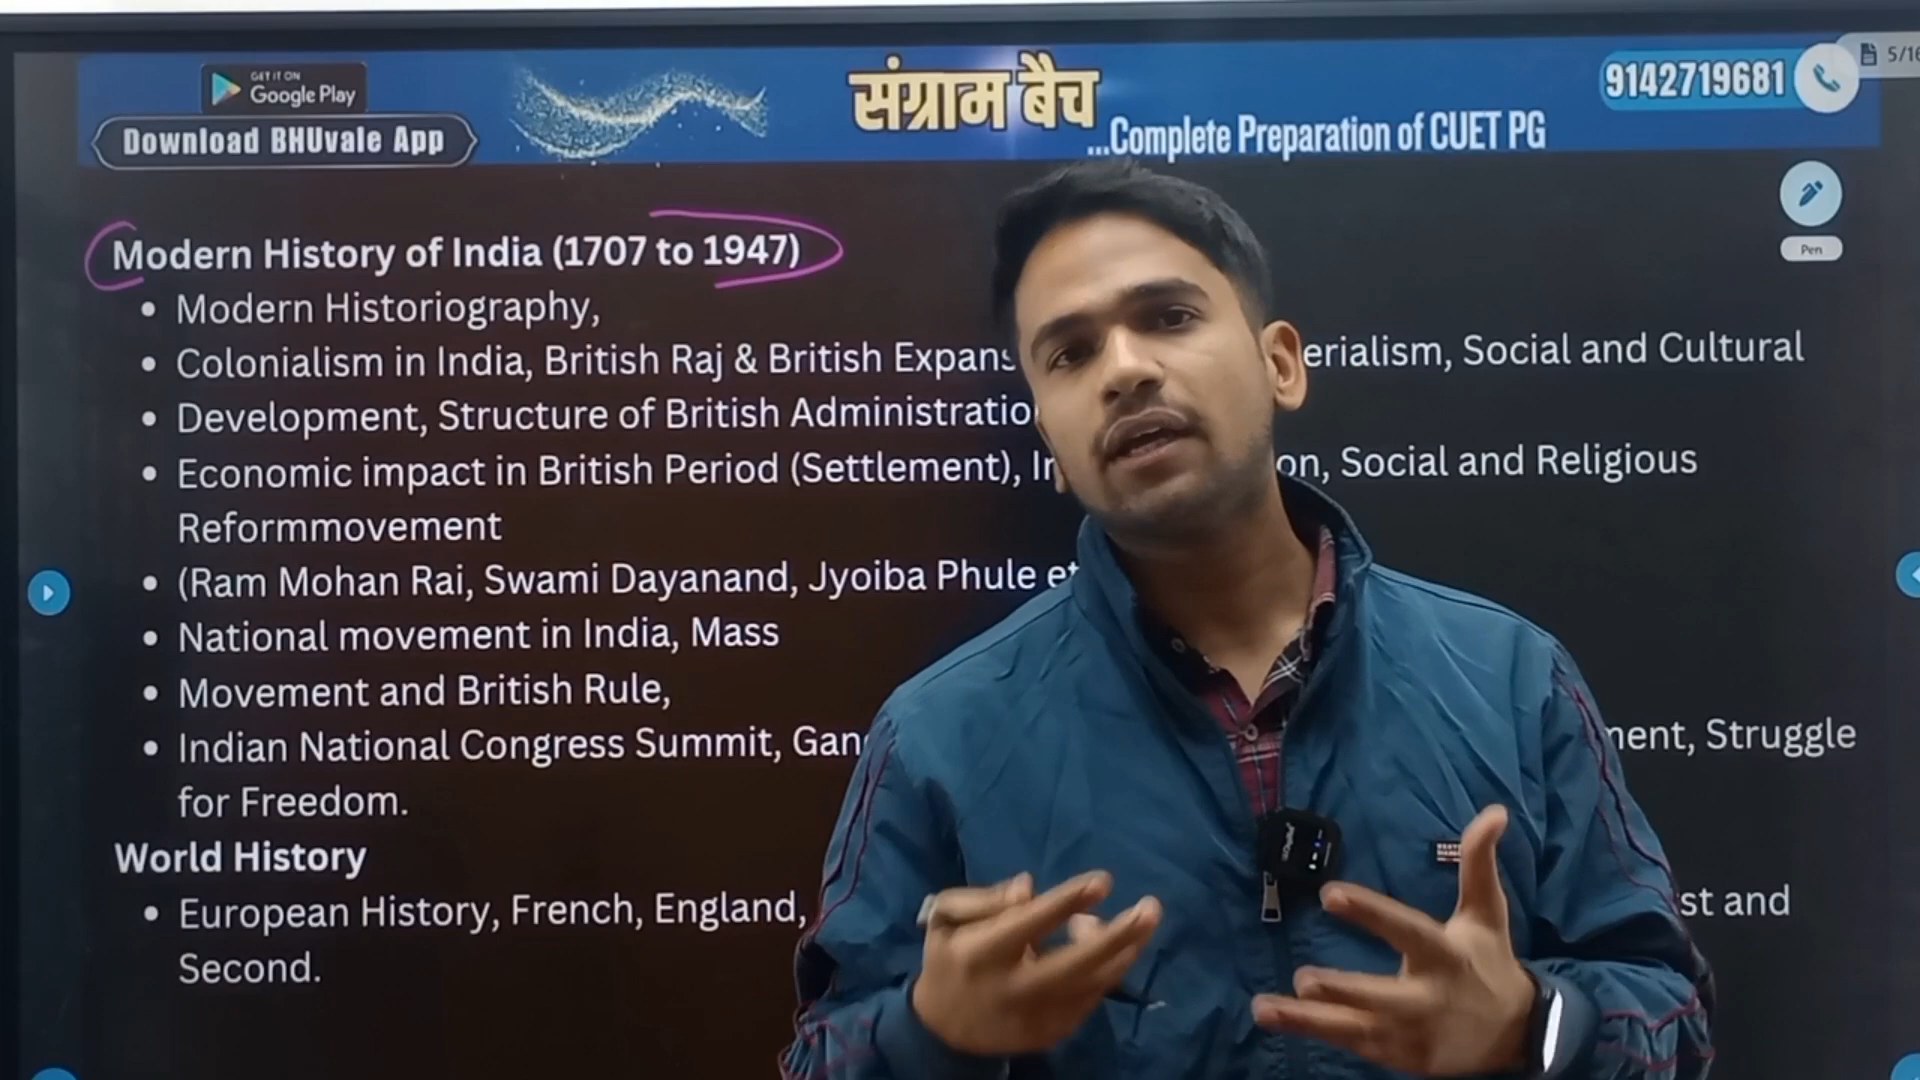 GET IT ON
Google Play
Download BHUvale App
संग्राम बैच
...Complete Preparation of CUET PG
9142719681
5/16
Pen
Modern History of India (1707 to 1947)
• Modern Historiography,
• Colonialism in India, British Raj & British Expans erialism, Social and Cultural
• Development, Structure of British Administratio
• Economic impact in British Period (Settlement), In on, Social and Religious
Reformmovement
• (Ram Mohan Rai, Swami Dayanand, Jyoiba Phule et
• National movement in India, Mass
• Movement and British Rule,
• Indian National Congress Summit, Gan ment, Struggle
for Freedom.
World History
• European History, French, England, st and
Second.